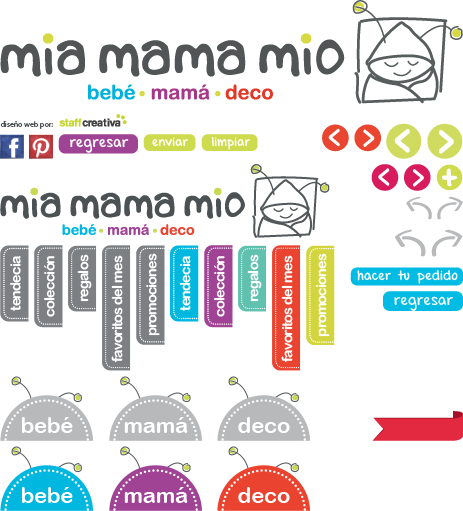 mia mama mio
bebé • mamá • deco
diseño web por: staffcreativa
regresar
enviar
limpiar
mia mama mio
bebé • mamá • deco
tendecia
colección
regalos
favoritos del mes
promociones
tendecia
colección
regalos
favoritos del mes
promociones
hacer tu pedido
regresar
bebé
mamá
deco
bebé
mamá
deco